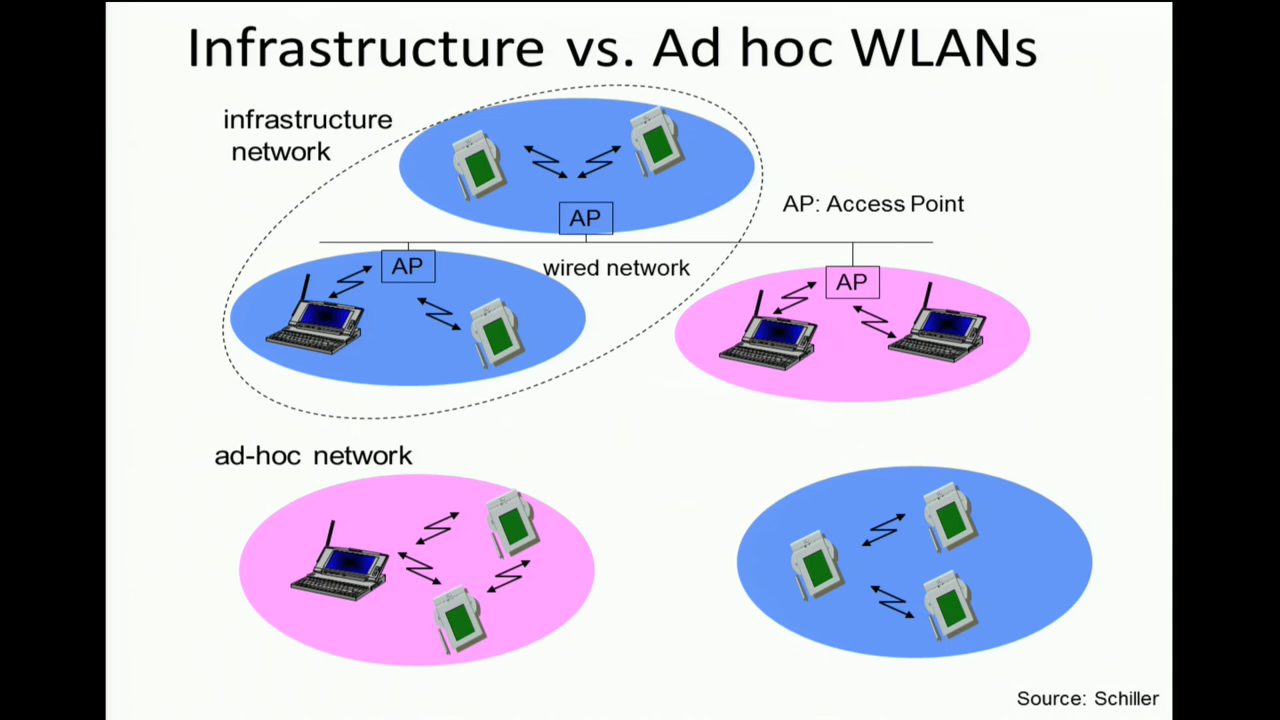 Infrastructure vs. Ad hoc WLANs
infrastructure
network
AP: Access Point
AP
AP
wired network
AP
ad-hoc network
Source: Schiller